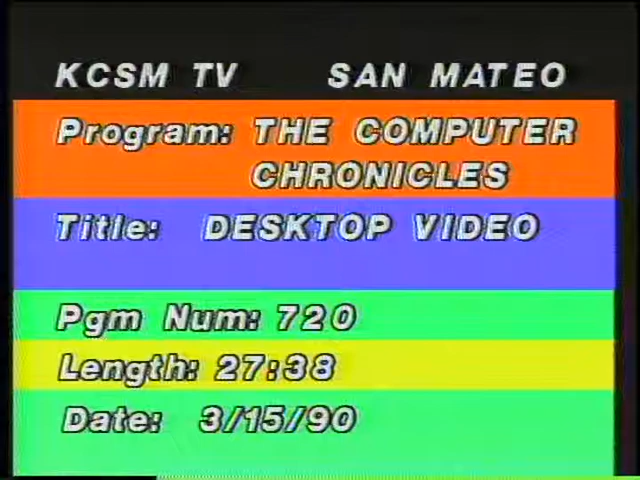 KCSM TV SAN MATEO
Program: THE COMPUTER
CHRONICLES
Title: DESKTOP VIDEO
Pgm Num: 720
Length: 27:38
Date: 3/15/90